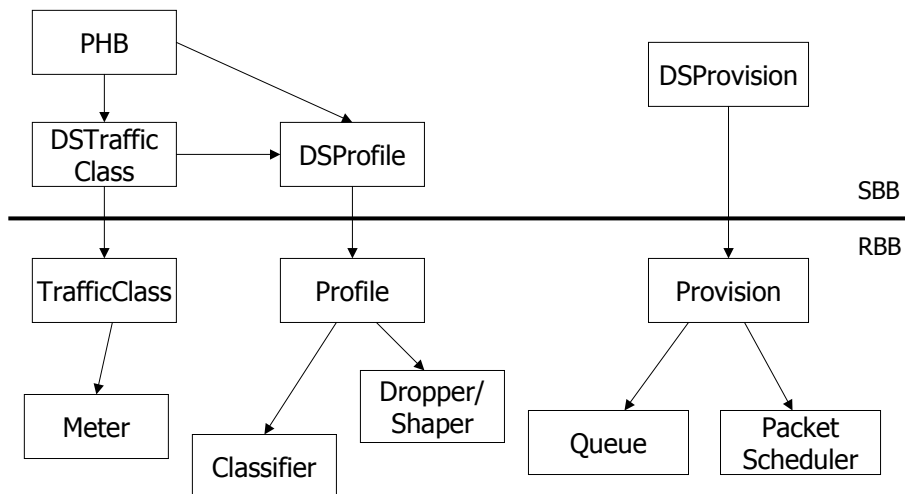 PHB
DSProvision
DSTraffic
Class
DSProfile
SBB
RBB
TrafficClass
Profile
Provision
Meter
Dropper/
Shaper
Classifier
Queue
Packet
Scheduler